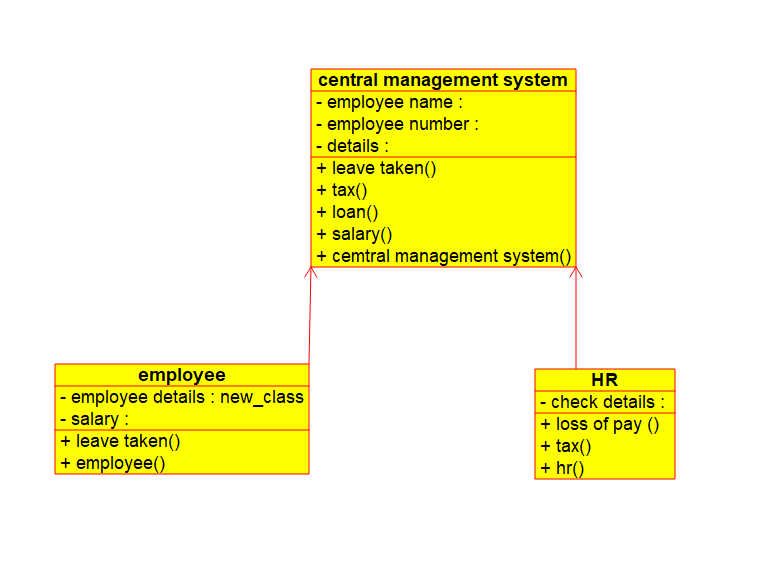 central management system
- employee name :
- employee number :
- details :
+ leave taken()
+ tax()
+ loan()
+ salary()
+ cemtral management system()
employee
- employee details : new_class
- salary :
+ leave taken()
+ employee()
HR
- check details :
+ loss of pay ()
+ tax()
+ hr()